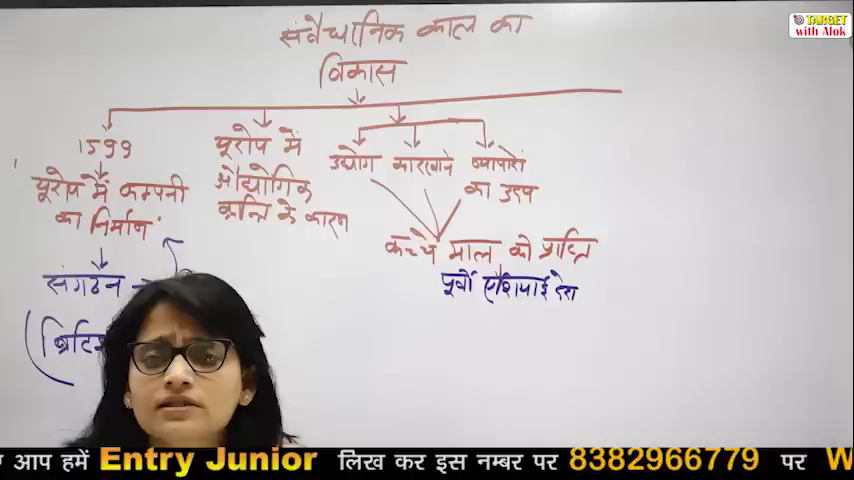 संवैधानिक काल का
विकास
1599
यूरोप में कम्पनी
का निर्माण
संगठन
(ब्रिटि
यूरोप में
औद्योगिक
क्रान्ति के कारण
उद्योग कारखाने व्यापारों
का उदय
कच्चे माल की प्राप्ति
पूर्वी एशियाई देश
TARGET
with Alok
आप हमें Entry Junior लिख कर इस नम्बर पर 8382966779 पर W